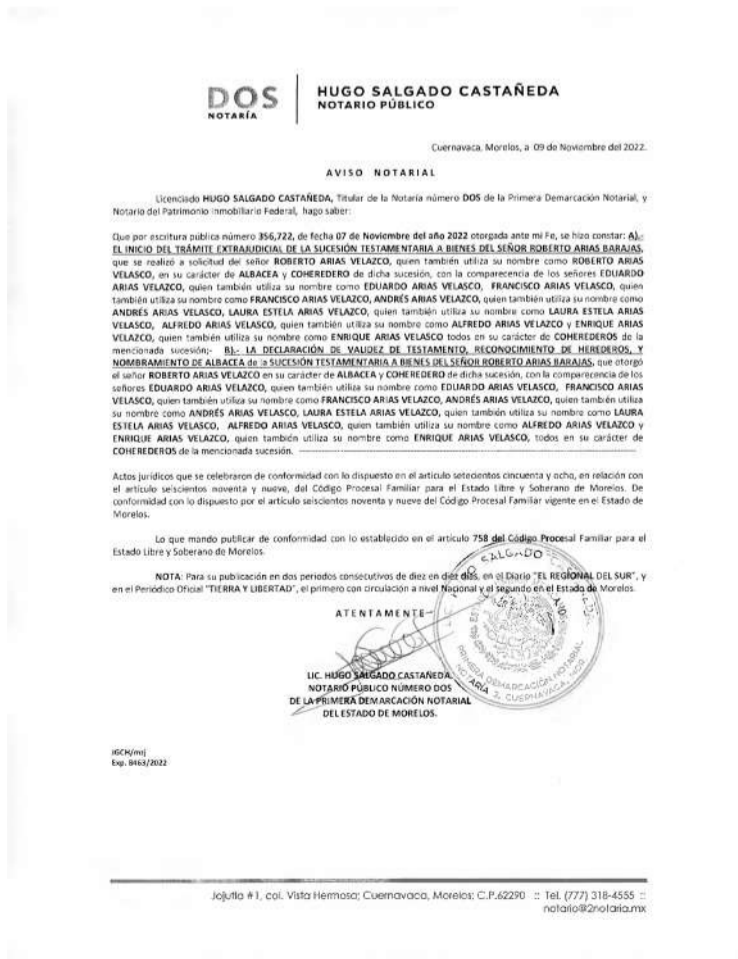 DOS
NOTARÍA
HUGO SALGADO CASTAÑEDA
NOTARIO PÚBLICO
Cuernavaca, Morelos, a 09 de Noviembre del 2022.
AVISO NOTARIAL
Licenciado HUGO SALGADO CASTAÑEDA, Titular de la Notaría número DOS de la Primera Demarcación Notarial, y
Notario del Patrimonio Inmobiliario Federal, hago saber:
Que por escritura pública número 356,722, de fecha 07 de Noviembre del año 2022 otorgada ante mi Fe, se hizo constar: A).-
EL INICIO DEL TRÁMITE EXTRAJUDICIAL DE LA SUCESIÓN TESTAMENTARIA A BIENES DEL SEÑOR ROBERTO ARIAS BARAJAS,
que se realizó a solicitud del señor ROBERTO ARIAS VELAZCO, quien también utiliza su nombre como ROBERTO ARIAS
VELASCO, en su carácter de ALBACEA y COHEREDERO de dicha sucesión, con la comparecencia de los señores EDUARDO
ARIAS VELAZCO, quien también utiliza su nombre como EDUARDO ARIAS VELASCO, FRANCISCO ARIAS VELASCO, quien
también utiliza su nombre como FRANCISCO ARIAS VELAZCO, ANDRÉS ARIAS VELAZCO, quien también utiliza su nombre como
ANDRÉS ARIAS VELASCO, LAURA ESTELA ARIAS VELAZCO, quien también utiliza su nombre como LAURA ESTELA ARIAS
VELASCO, ALFREDO ARIAS VELASCO, quien también utiliza su nombre como ALFREDO ARIAS VELAZCO y ENRIQUE ARIAS
VELAZCO, quien también utiliza su nombre como ENRIQUE ARIAS VELASCO todos en su carácter de COHEREDEROS de la
mencionada sucesión;- B).- LA DECLARACIÓN DE VALIDEZ DE TESTAMENTO, RECONOCIMIENTO DE HEREDEROS, Y
NOMBRAMIENTO DE ALBACEA de la SUCESIÓN TESTAMENTARIA A BIENES DEL SEÑOR ROBERTO ARIAS BARAJAS, que otorgó
el señor ROBERTO ARIAS VELAZCO en su carácter de ALBACEA y COHEREDERO de dicha sucesión, con la comparecencia de los
señores EDUARDO ARIAS VELAZCO, quien también utiliza su nombre como EDUARDO ARIAS VELASCO, FRANCISCO ARIAS
VELASCO, quien también utiliza su nombre como FRANCISCO ARIAS VELAZCO, ANDRÉS ARIAS VELAZCO, quien también utiliza
su nombre como ANDRÉS ARIAS VELASCO, LAURA ESTELA ARIAS VELAZCO, quien también utiliza su nombre como LAURA
ESTELA ARIAS VELASCO, ALFREDO ARIAS VELASCO, quien también utiliza su nombre como ALFREDO ARIAS VELAZCO y
ENRIQUE ARIAS VELAZCO, quien también utiliza su nombre como ENRIQUE ARIAS VELASCO, todos en su carácter de
COHEREDEROS de la mencionada sucesión.
Actos jurídicos que se celebraron de conformidad con lo dispuesto en el artículo setecientos cincuenta y ocho, en relación con
el artículo seiscientos noventa y nueve, del Código Procesal Familiar para el Estado Libre y Soberano de Morelos. De
conformidad con lo dispuesto por el artículo seiscientos noventa y nueve del Código Procesal Familiar vigente en el Estado de
Morelos.
Lo que mando publicar de conformidad con lo establecido en el artículo 758 del Código Procesal Familiar para el
Estado Libre y Soberano de Morelos.
NOTA: Para su publicación en dos periodos consecutivos de diez en diez días, en el Diario "EL REGIONAL DEL SUR", y
en el Periódico Oficial "TIERRA Y LIBERTAD", el primero con circulación a nivel Nacional y el segundo en el Estado de Morelos.
ATENTAMENTE
LIC. HUGO SALGADO CASTAÑEDA
NOTARIO PÚBLICO NÚMERO DOS
DE LA PRIMERA DEMARCACIÓN NOTARIAL
DEL ESTADO DE MORELOS.
SALGADO
PRIMERA DEMARCACIÓN NOTARIAL
NOTARÍA 2, CUERNAVACA, MOR.
Exp. 8463/2022
Jojutla #1, col. Vista Hermosa; Cuernavaca, Morelos; C.P.62290 :: Tel. (777) 318-4555 ::
notario@2notaria.mx